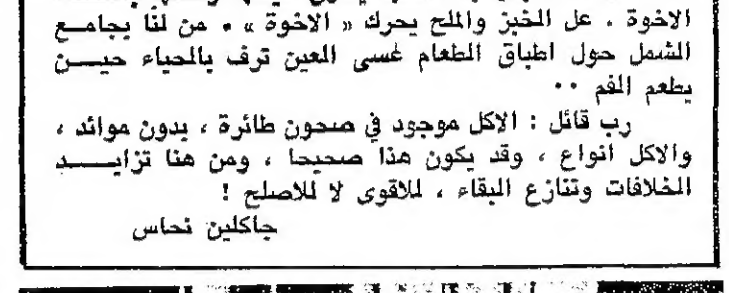 الاخوة . عل الخبز والملح يحرك « الاخوة » . من لنا يجامع
الشمل حول اطباق الطعام عسى العين ترف بالحياء حين
يطعم الفم ..
رب قائل : الاكل موجود في صحون طائرة ، بدون موائد ،
والاكل انواع ، وقد يكون هذا صحيحا ، ومن هنا تزايد
الخلافات وتنازع البقاء ، للاقوى لا للاصلح !
جاكلين نحاس